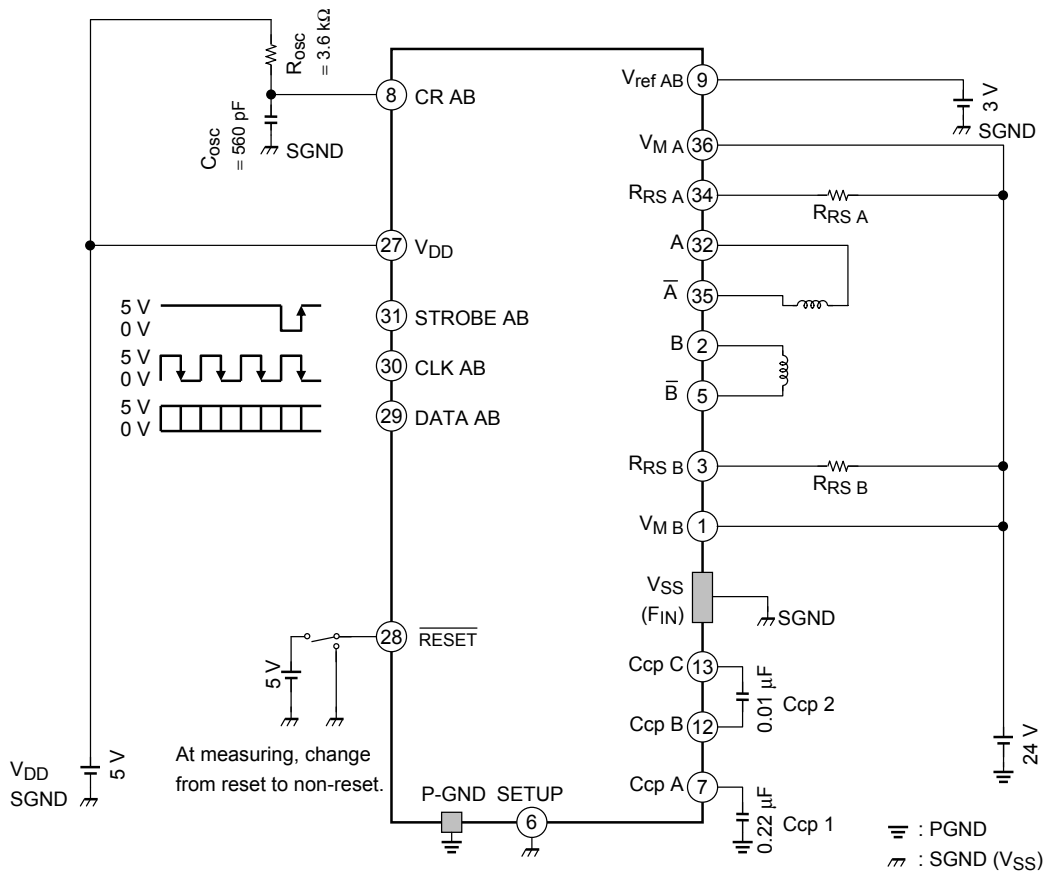 Rosc
= 3.6 kΩ
Cosc
= 560 pF
SGND
8
CR AB
27
VDD
5 V
0 V
31
STROBE AB
5 V
0 V
30
CLK AB
5 V
0 V
29
DATA AB
28
RESET
5 V
At measuring, change
from reset to non-reset.
VDD
SGND
5 V
P-GND
SETUP
6
Vref AB
9
3 V
SGND
VM A
36
RRS A
34
RRS A
A
32
A
35
B
2
B
5
RRS B
3
RRS B
VM B
1
VSS
(FIN)
SGND
Ccp C
13
0.01 μF
Ccp 2
Ccp B
12
24 V
Ccp A
7
0.22 μF
Ccp 1
: PGND
: SGND (VSS)